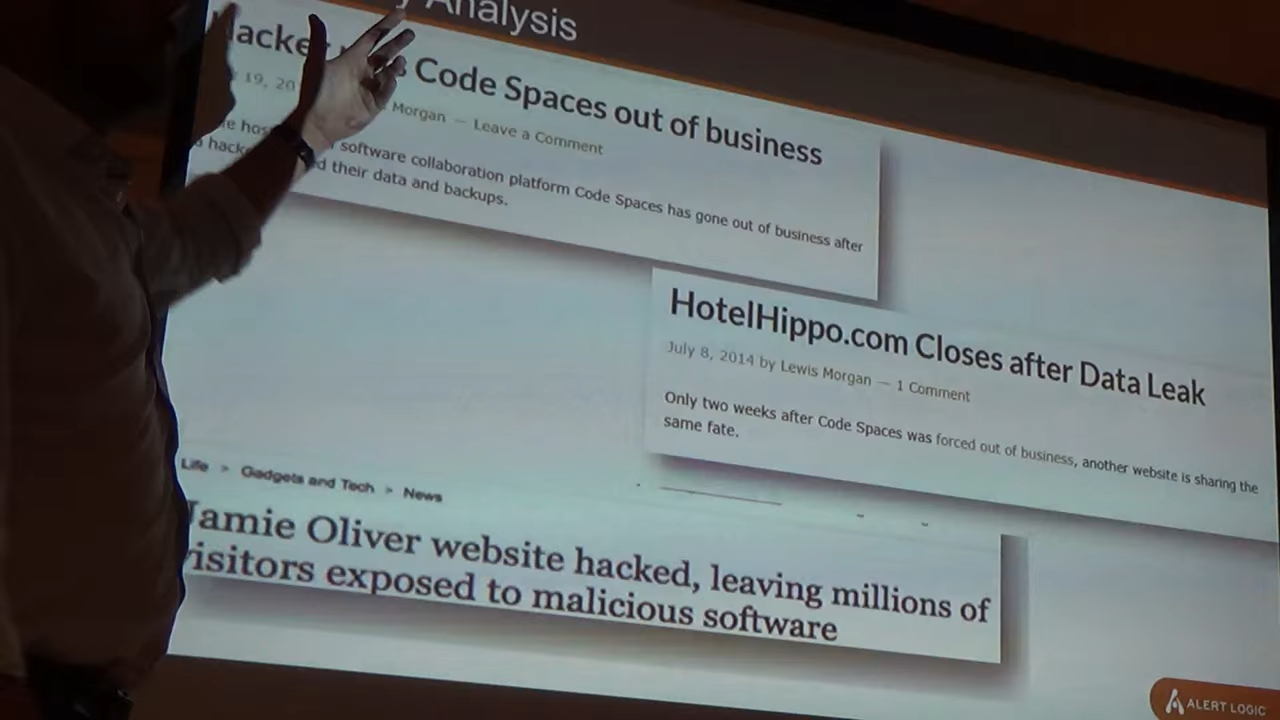 Analysis
Code Spaces out of business
19, 20 Morgan — Leave a Comment
software collaboration platform Code Spaces has gone out of business after
their data and backups.
HotelHippo.com Closes after Data Leak
July 8, 2014 by Lewis Morgan — 1 Comment
Only two weeks after Code Spaces was forced out of business, another website is sharing the
same fate.
Life > Gadgets and Tech > News
Jamie Oliver website hacked, leaving millions of
visitors exposed to malicious software
ALERT LOGIC